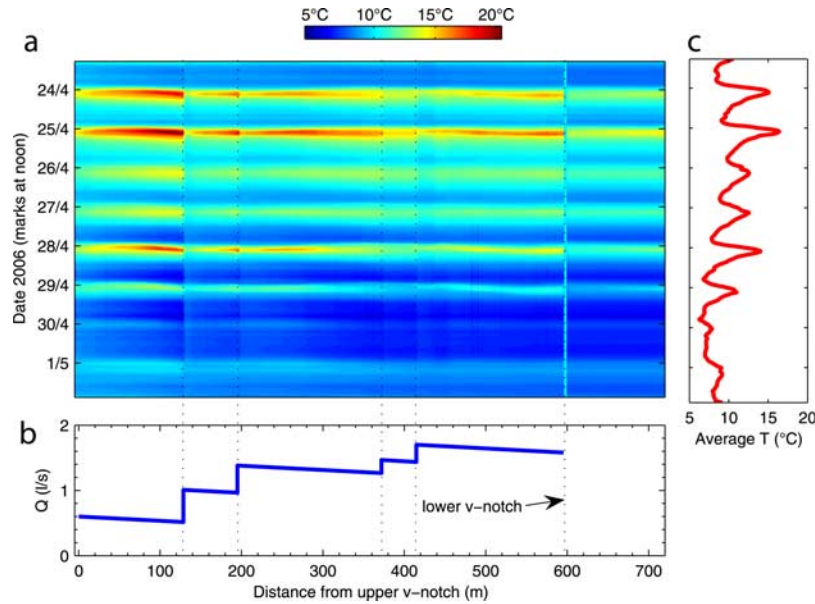 5°C 10°C 15°C 20°C
a
c
Date 2006 (marks at noon)
24/4
25/4
26/4
27/4
28/4
29/4
30/4
1/5
5 10 15 20
Average T (°C)
b
Q (l/s)
2
1
0
lower v−notch
0 100 200 300 400 500 600 700
Distance from upper v−notch (m)